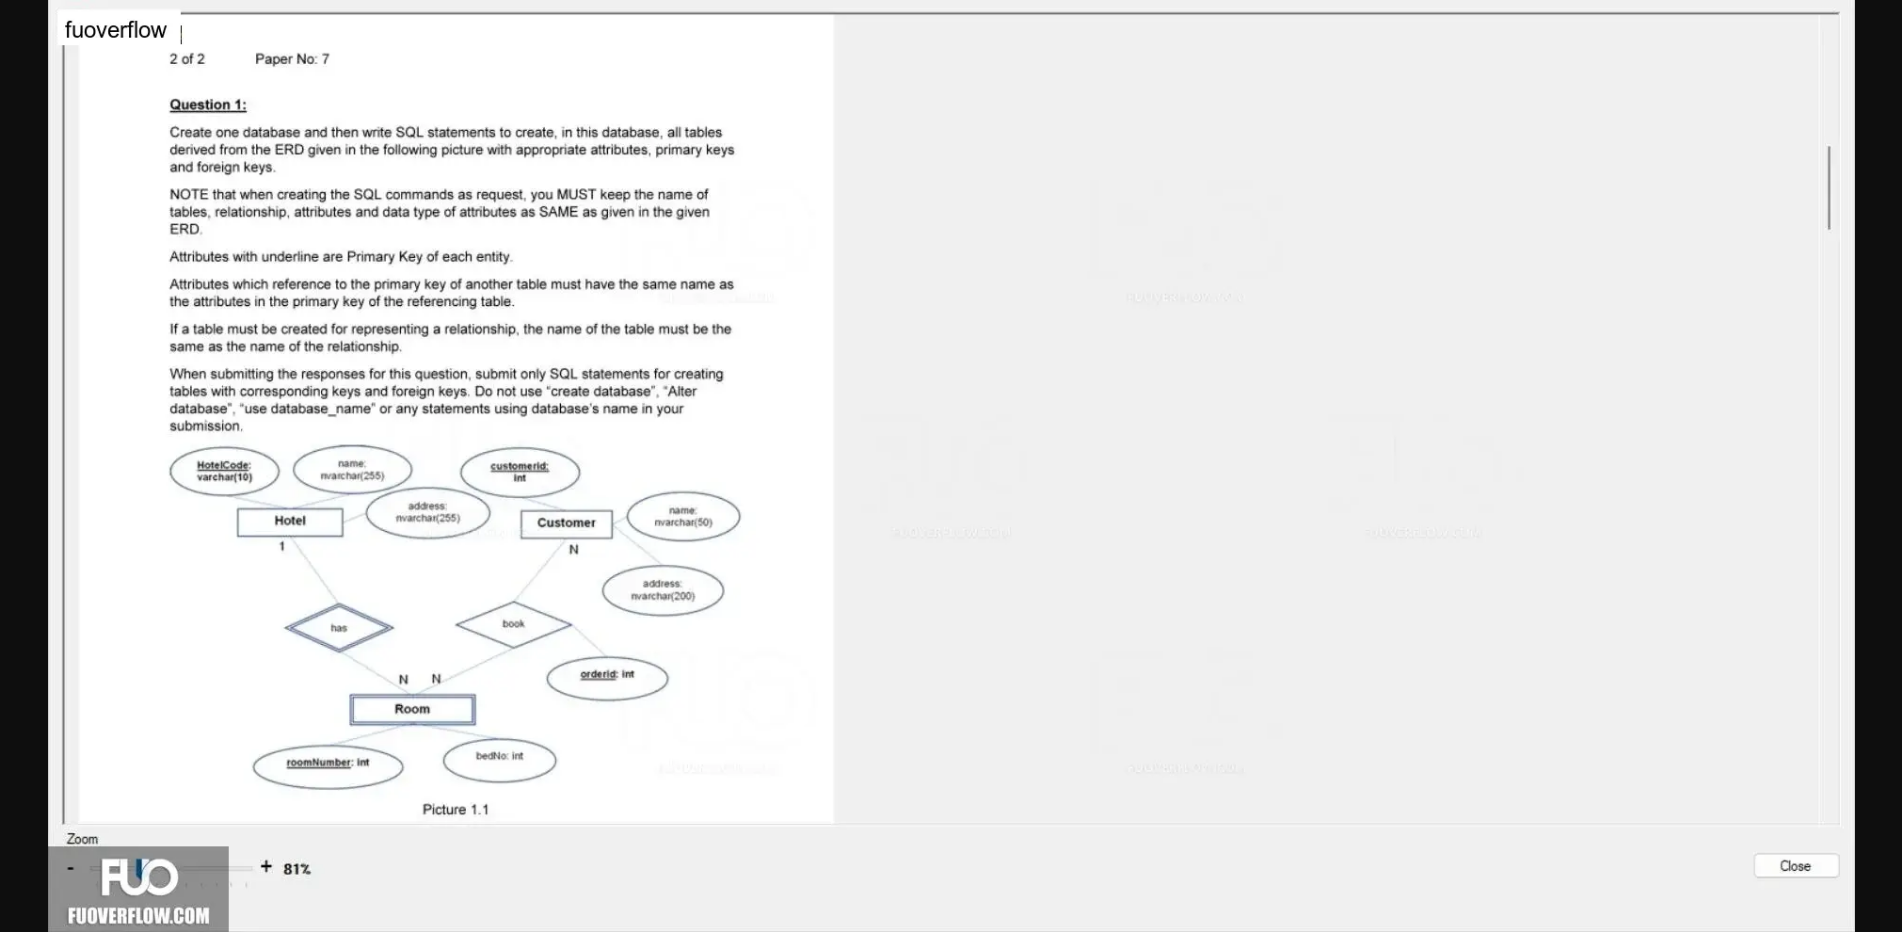 fuoverflow
2 of 2 Paper No: 7
Question 1:
Create one database and then write SQL statements to create, in this database, all tables
derived from the ERD given in the following picture with appropriate attributes, primary keys
and foreign keys.
NOTE that when creating the SQL commands as request, you MUST keep the name of
tables, relationship, attributes and data type of attributes as SAME as given in the given
ERD.
Attributes with underline are Primary Key of each entity.
Attributes which reference to the primary key of another table must have the same name as
the attributes in the primary key of the referencing table.
If a table must be created for representing a relationship, the name of the table must be the
same as the name of the relationship.
When submitting the responses for this question, submit only SQL statements for creating
tables with corresponding keys and foreign keys. Do not use "create database", "Alter
database", "use database_name" or any statements using database's name in your
submission.
HotelCode:
varchar(10)
name:
nvarchar(255)
customerid:
int
address:
nvarchar(255)
Hotel
Customer
name:
nvarchar(50)
1
N
address:
nvarchar(200)
has
book
orderid: int
N N
Room
roomNumber: int
bedNo: int
Picture 1.1
Zoom
- + 81%
Close
FUO
FUOVERFLOW.COM
FUOVERFLOW.COM
FUOVERFLOW.COM
FUOVERFLOW.COM